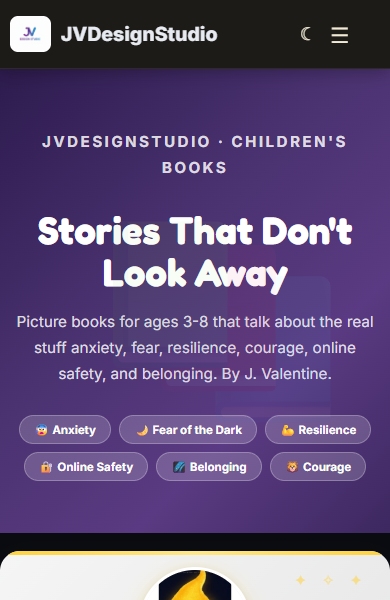 JV
JVDesignStudio
JVDESIGNSTUDIO · CHILDREN'S
BOOKS
Stories That Don't
Look Away
Picture books for ages 3-8 that talk about the real
stuff anxiety, fear, resilience, courage, online
safety, and belonging. By J. Valentine.
Anxiety
Fear of the Dark
Resilience
Online Safety
Belonging
Courage